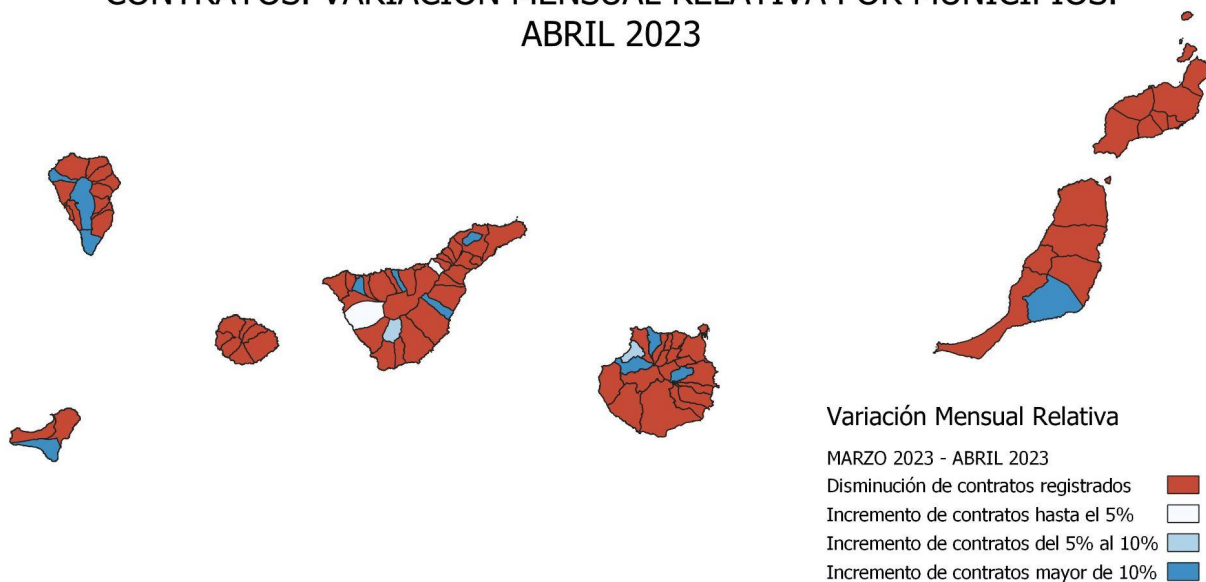 CONTRATOS. VARIACIÓN MENSUAL RELATIVA POR MUNICIPIOS.
ABRIL 2023
Variación Mensual Relativa
MARZO 2023 - ABRIL 2023
Disminución de contratos registrados
Incremento de contratos hasta el 5%
Incremento de contratos del 5% al 10%
Incremento de contratos mayor de 10%